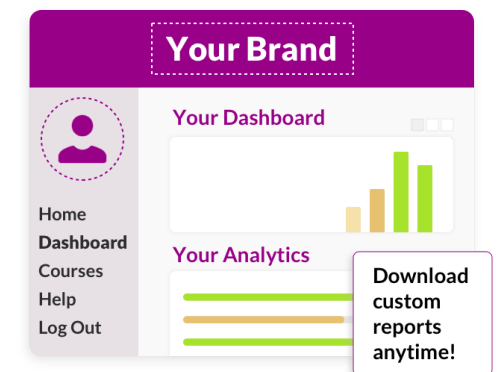 Your Brand
Your Dashboard
Home
Dashboard
Courses
Help
Log Out
Your Analytics
Download
custom
reports
anytime!